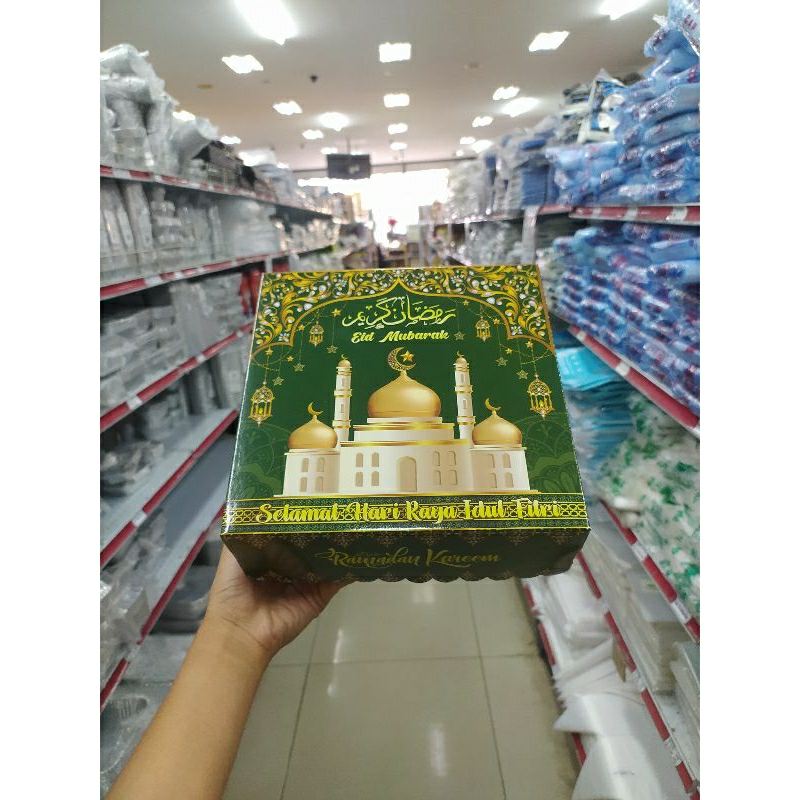 رمضان كريم
Eid Mubarak
Selamat Hari Raya Idul Fitri
Ramadan Kareem